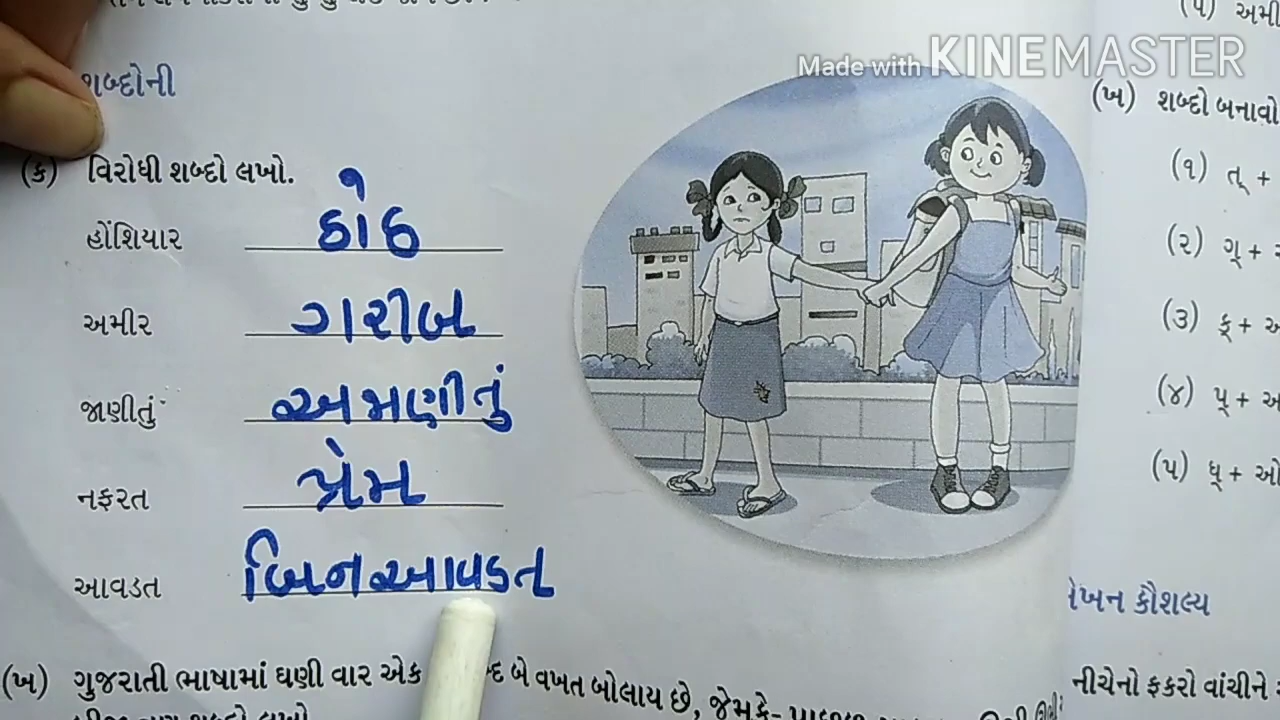 Made with KINEMASTER
શબ્દોની
(ક) વિરોધી શબ્દો લખો.
હોંશિયાર ઠોઠ
અમીર ગરીબ
જાણીતું અજાણીતું
નફરત પ્રેમ
આવડત બિનઆવડત
(ખ) ગુજરાતી ભાષામાં ઘણી વાર એક બે વખત બોલાય છે, જેમકે-
(પ) અમી
(ખ) શબ્દો બનાવો
(૧) ત્ +
(૨) ગ્ +
(૩) ફ્ +
(૪) પ્ +
(૫) ધ્ + ઓ
લેખન કૌશલ્ય
નીચેનો ફકરો વાંચીને